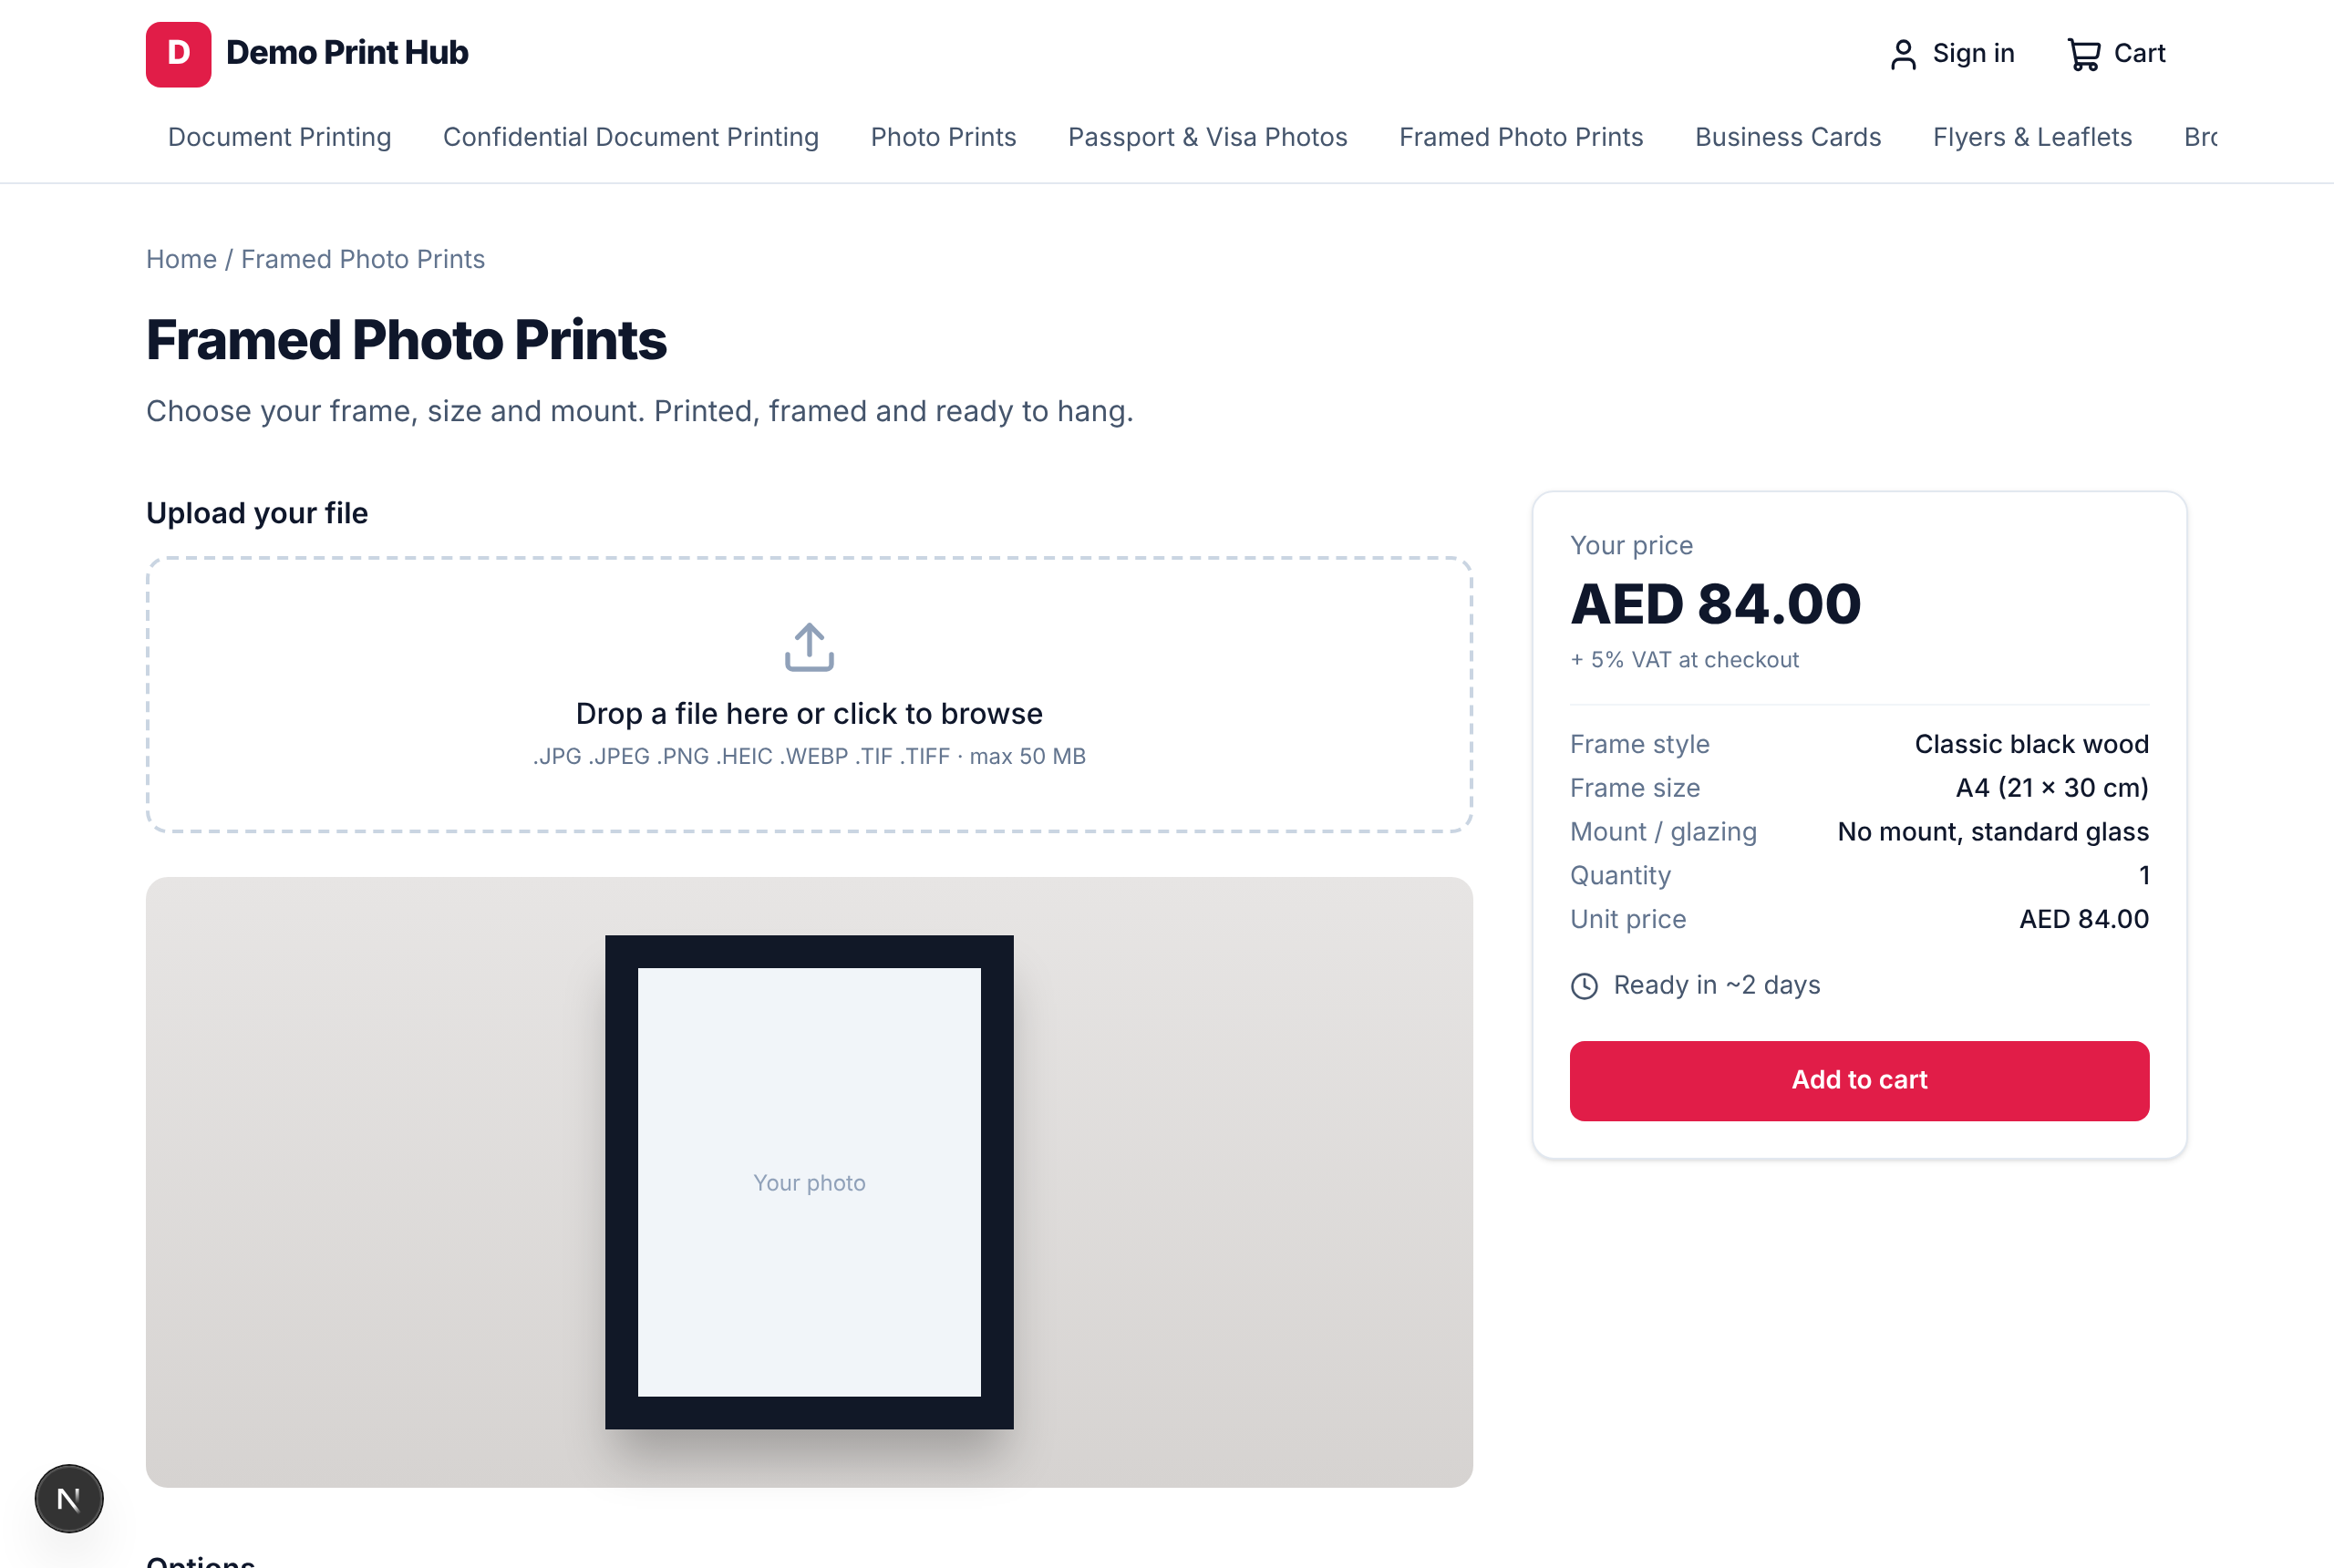 D Demo Print Hub
Sign in
Cart
Document Printing
Confidential Document Printing
Photo Prints
Passport & Visa Photos
Framed Photo Prints
Business Cards
Flyers & Leaflets
Home / Framed Photo Prints
Framed Photo Prints
Choose your frame, size and mount. Printed, framed and ready to hang.
Upload your file
Drop a file here or click to browse
.JPG .JPEG .PNG .HEIC .WEBP .TIF .TIFF · max 50 MB
Your photo
Your price
AED 84.00
+ 5% VAT at checkout
Frame style Classic black wood
Frame size A4 (21 × 30 cm)
Mount / glazing No mount, standard glass
Quantity 1
Unit price AED 84.00
Ready in ~2 days
Add to cart
N
Options